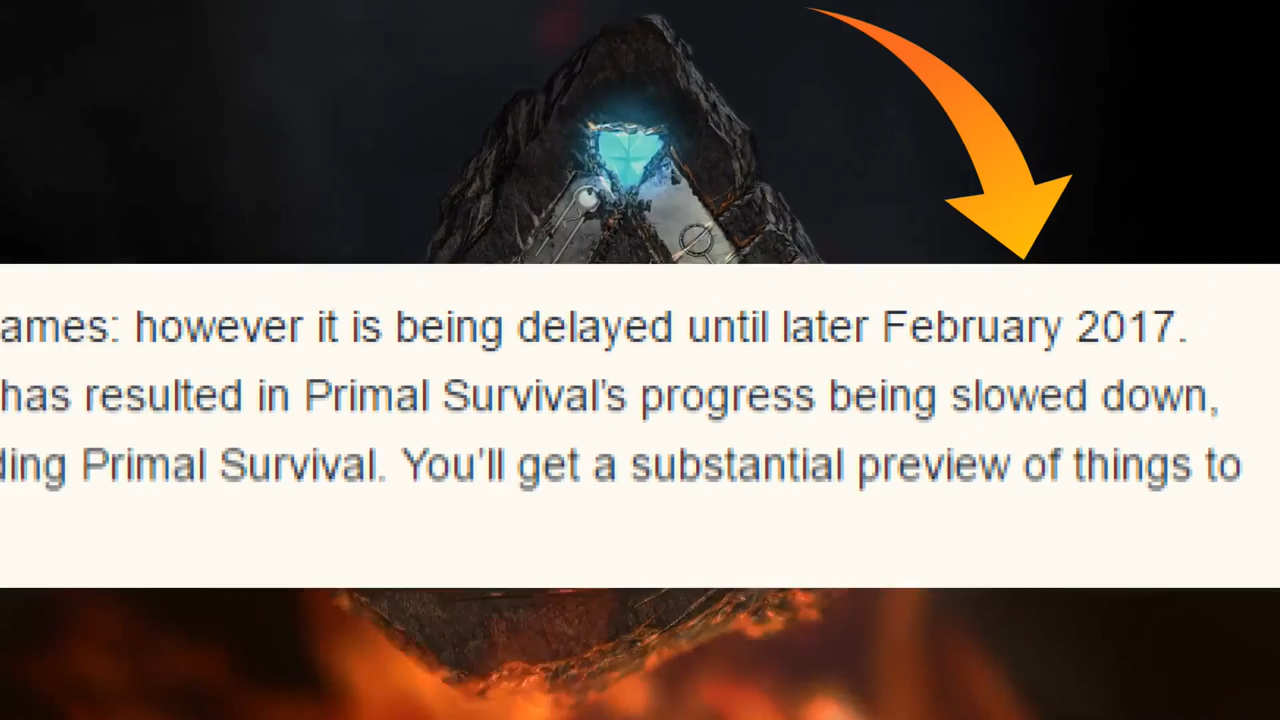 ames: however it is being delayed until later February 2017.
has resulted in Primal Survival's progress being slowed down,
ding Primal Survival. You'll get a substantial preview of things to